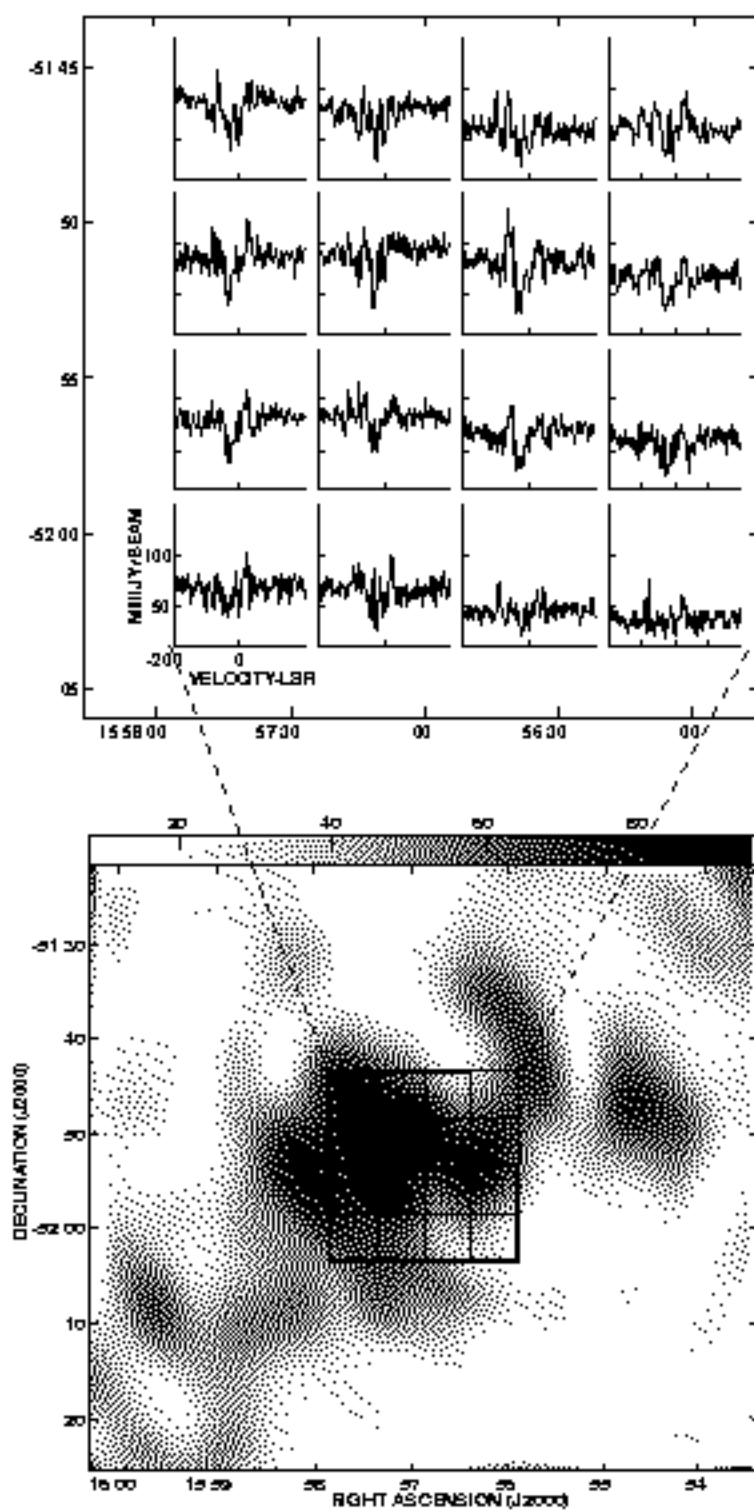 -51 45
50
55
-52 00
05
MILLIJY/BEAM
100
50
-200 0
VELOCITY-LSR
15 58 00 57 30 00 56 30 00
20 40 60 80
-51 30
40
50
-52 00
10
20
DECLINATION (J2000)
16 00 15 59 58 57 56 55 54
RIGHT ASCENSION (J2000)